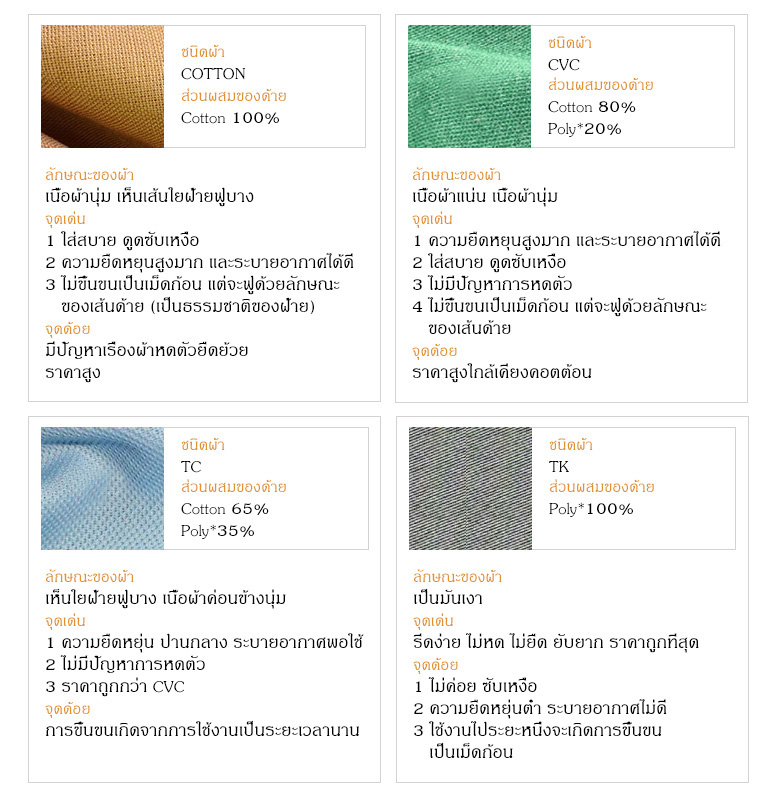 ชนิดผ้า
COTTON
ส่วนผสมของด้าย
Cotton 100%
ลักษณะของผ้า
เนื้อผ้านุ่ม เห็นเส้นใยฝ้ายฟูบาง
จุดเด่น
1 ใส่สบาย ดูดซับเหงื่อ
2 ความยืดหยุนสูงมาก และระบายอากาศได้ดี
3 ไม่ขึ้นขนเป็นเม็ดก้อน แต่จะฟูด้วยลักษณะ
ของเส้นด้าย (เป็นธรรมชาติของฝ้าย)
จุดด้อย
มีปัญหาเรื่องผ้าหดตัวยืดย้วย
ราคาสูง
ชนิดผ้า
CVC
ส่วนผสมของด้าย
Cotton 80%
Poly*20%
ลักษณะของผ้า
เนื้อผ้าแน่น เนื้อผ้านุ่ม
จุดเด่น
1 ความยืดหยุนสูงมาก และระบายอากาศได้ดี
2 ใส่สบาย ดูดซับเหงื่อ
3 ไม่มีปัญหาการหดตัว
4 ไม่ขึ้นขนเป็นเม็ดก้อน แต่จะฟูด้วยลักษณะ
ของเส้นด้าย
จุดด้อย
ราคาสูงใกล้เคียงคอตต้อน
ชนิดผ้า
TC
ส่วนผสมของด้าย
Cotton 65%
Poly*35%
ลักษณะของผ้า
เห็นใยฝ้ายฟูบาง เนื้อผ้าค่อนข้างนุ่ม
จุดเด่น
1 ความยืดหยุ่น ปานกลาง ระบายอากาศพอใช้
2 ไม่มีปัญหาการหดตัว
3 ราคาถูกกว่า CVC
จุดด้อย
การขึ้นขนเกิดจากการใช้งานเป็นระยะเวลานาน
ชนิดผ้า
TK
ส่วนผสมของด้าย
Poly*100%
ลักษณะของผ้า
เป็นมันเงา
จุดเด่น
รีดง่าย ไม่หด ไม่ยืด ยับยาก ราคาถูกที่สุด
จุดด้อย
1 ไม่ค่อย ซับเหงื่อ
2 ความยืดหยุ่นต่ำ ระบายอากาศไม่ดี
3 ใช้งานไประยะหนึ่งจะเกิดการขึ้นขน
เป็นเม็ดก้อน